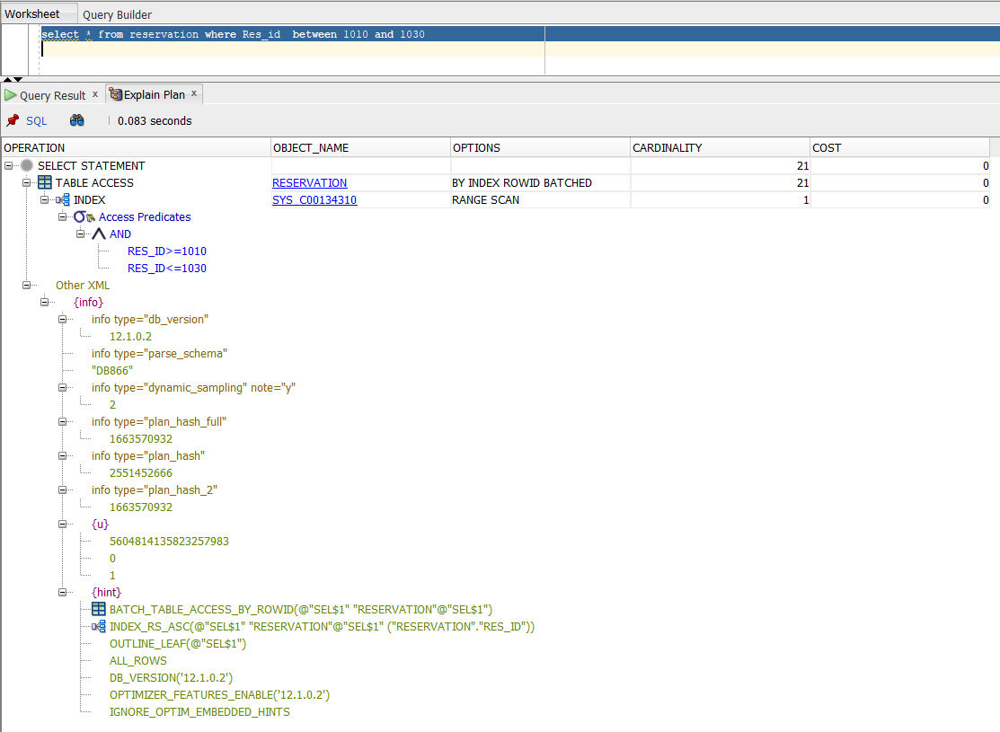 Worksheet Query Builder
select * from reservation where Res_id  between 1010 and 1030
Query Result x Explain Plan x
SQL 0.083 seconds
OPERATION OBJECT_NAME OPTIONS CARDINALITY COST
SELECT STATEMENT 21 0
TABLE ACCESS RESERVATION BY INDEX ROWID BATCHED 21 0
INDEX SYS_C00134310 RANGE SCAN 1 0
Access Predicates
AND
RES_ID>=1010
RES_ID<=1030
Other XML
{info}
info type="db_version"
12.1.0.2
info type="parse_schema"
"DB866"
info type="dynamic_sampling" note="y"
2
info type="plan_hash_full"
1663570932
info type="plan_hash"
2551452666
info type="plan_hash_2"
1663570932
{u}
5604814135823257983
0
1
{hint}
BATCH_TABLE_ACCESS_BY_ROWID(@"SEL$1" "RESERVATION"@"SEL$1")
INDEX_RS_ASC(@"SEL$1" "RESERVATION"@"SEL$1" ("RESERVATION"."RES_ID"))
OUTLINE_LEAF(@"SEL$1")
ALL_ROWS
DB_VERSION('12.1.0.2')
OPTIMIZER_FEATURES_ENABLE('12.1.0.2')
IGNORE_OPTIM_EMBEDDED_HINTS